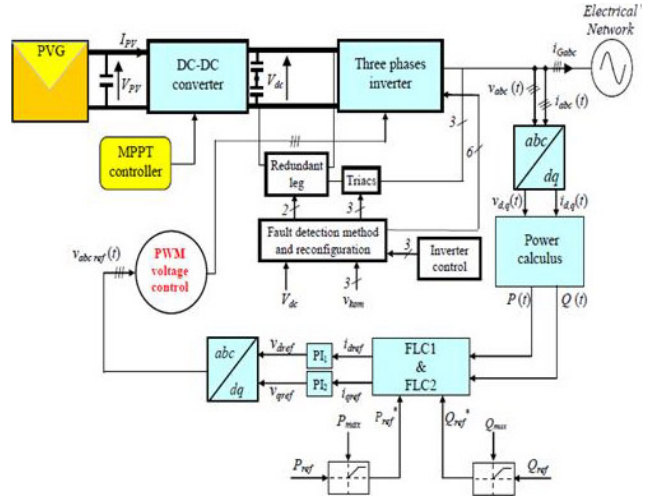 PVG
I_PV
V_PV
DC-DC
converter
V_dc
Three phases
inverter
Electrical
Network
i_Gabc
v_abc (t)
i_abc (t)
MPPT
controller
3
6
Redundant
leg
Triacs
2
3
abc
dq
v_d,q(t)
i_d,q(t)
Fault detection method
and reconfiguration
3
Inverter
control
Power
calculus
V_dc
3
v_kom
v_abc ref (t)
PWM
voltage
control
P(t)
Q(t)
abc
dq
v_dref
PI₁
i_dref
v_qref
PI₂
i_qref
FLC1
&
FLC2
P_ref*
Q_ref*
P_max
Q_max
P_ref
Q_ref